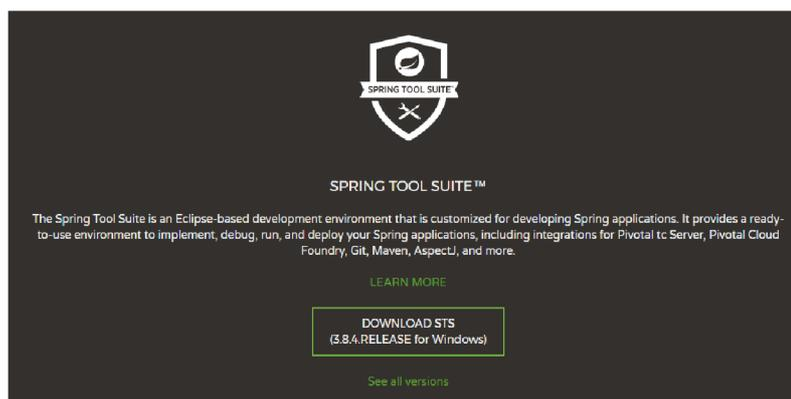 SPRING TOOL SUITE
SPRING TOOL SUITE™
The Spring Tool Suite is an Eclipse-based development environment that is customized for developing Spring applications. It provides a ready-
to-use environment to implement, debug, run, and deploy your Spring applications, including integrations for Pivotal tc Server, Pivotal Cloud
Foundry, Git, Maven, AspectJ, and more.
LEARN MORE
DOWNLOAD STS
(3.8.4.RELEASE for Windows)
See all versions